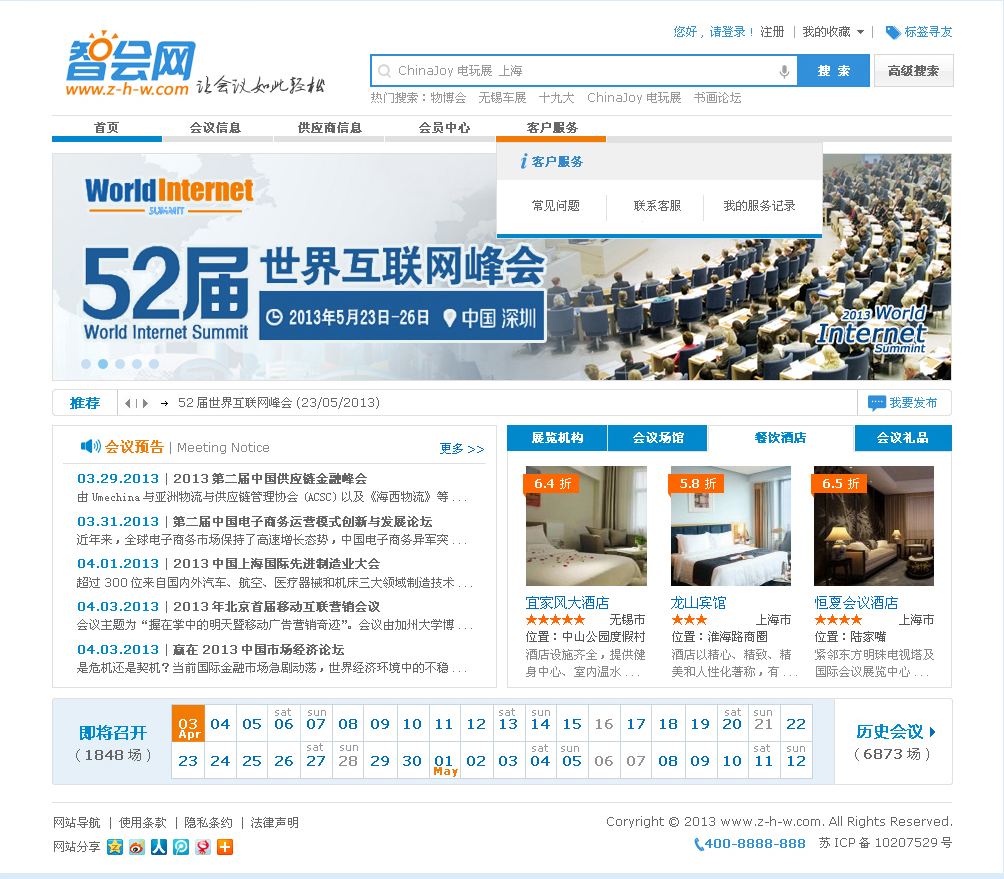 您好，请登录！ 注册 | 我的收藏 | 标签寻友
智会网
www.z-h-w.com 让会议如此轻松
ChinaJoy 电玩展 上海 搜 索 高级搜索
热门搜索：物博会 无锡车展 十九大 ChinaJoy 电玩展 书画论坛
首页 会议信息 供应商信息 会员中心 客户服务
i 客户服务
常见问题 联系客服 我的服务记录
WorldInternet
SUMMIT
52届 世界互联网峰会
World Internet Summit 2013年5月23日-26日 中国 深圳
2013 World
Internet
Summint
推荐 52 届世界互联网峰会 (23/05/2013) 我要发布
会议预告 | Meeting Notice 更多 >>
03.29.2013 | 2013 第二届中国供应链金融峰会
由 Umechina 与亚洲物流与供应链管理协会 (ACSC) 以及《海西物流》等 . . .
03.31.2013 | 第二届中国电子商务运营模式创新与发展论坛
近年来，全球电子商务市场保持了高速增长态势，中国电子商务异军突 . . .
04.01.2013 | 2013 中国上海国际先进制造业大会
超过 300 位来自国内外汽车、航空、医疗器械和机床三大领域制造技术 . . .
04.03.2013 | 2013 年北京首届移动互联营销会议
会议主题为“握在掌中的明天暨移动广告营销奇迹”。会议由加州大学博 . . .
04.03.2013 | 赢在 2013 中国市场经济论坛
是危机还是契机？当前国际金融市场急剧动荡，世界经济环境中的不稳 . . .
展览机构 会议场馆 餐饮酒店 会议礼品
6.4 折 5.8 折 6.5 折
宜家风大酒店 龙山宾馆 恒夏会议酒店
★★★★★ 无锡市 ★★★ 上海市 ★★★★ 上海市
位置：中山公园度假村 位置：淮海路商圈 位置：陆家嘴
酒店设施齐全，提供健 酒店以精心、精致、精 紧邻东方明珠电视塔及
身中心、室内温水 . . . 美和人性化著称，有 . . . 国际会议展览中心 . . .
即将召开
（1848 场）
03 Apr 04 05 sat 06 sun 07 08 09 10 11 12 sat 13 sun 14 15 16 17 18 19 sat 20 sun 21 22
23 24 25 26 sat 27 sun 28 29 30 01 May 02 03 sat 04 sun 05 06 07 08 09 10 sat 11 sun 12
历史会议
（6873 场）
网站导航 | 使用条款 | 隐私条约 | 法律声明
网站分享
Copyright © 2013 www.z-h-w.com. All Rights Reserved.
400-8888-888 苏 ICP 备 10207529 号